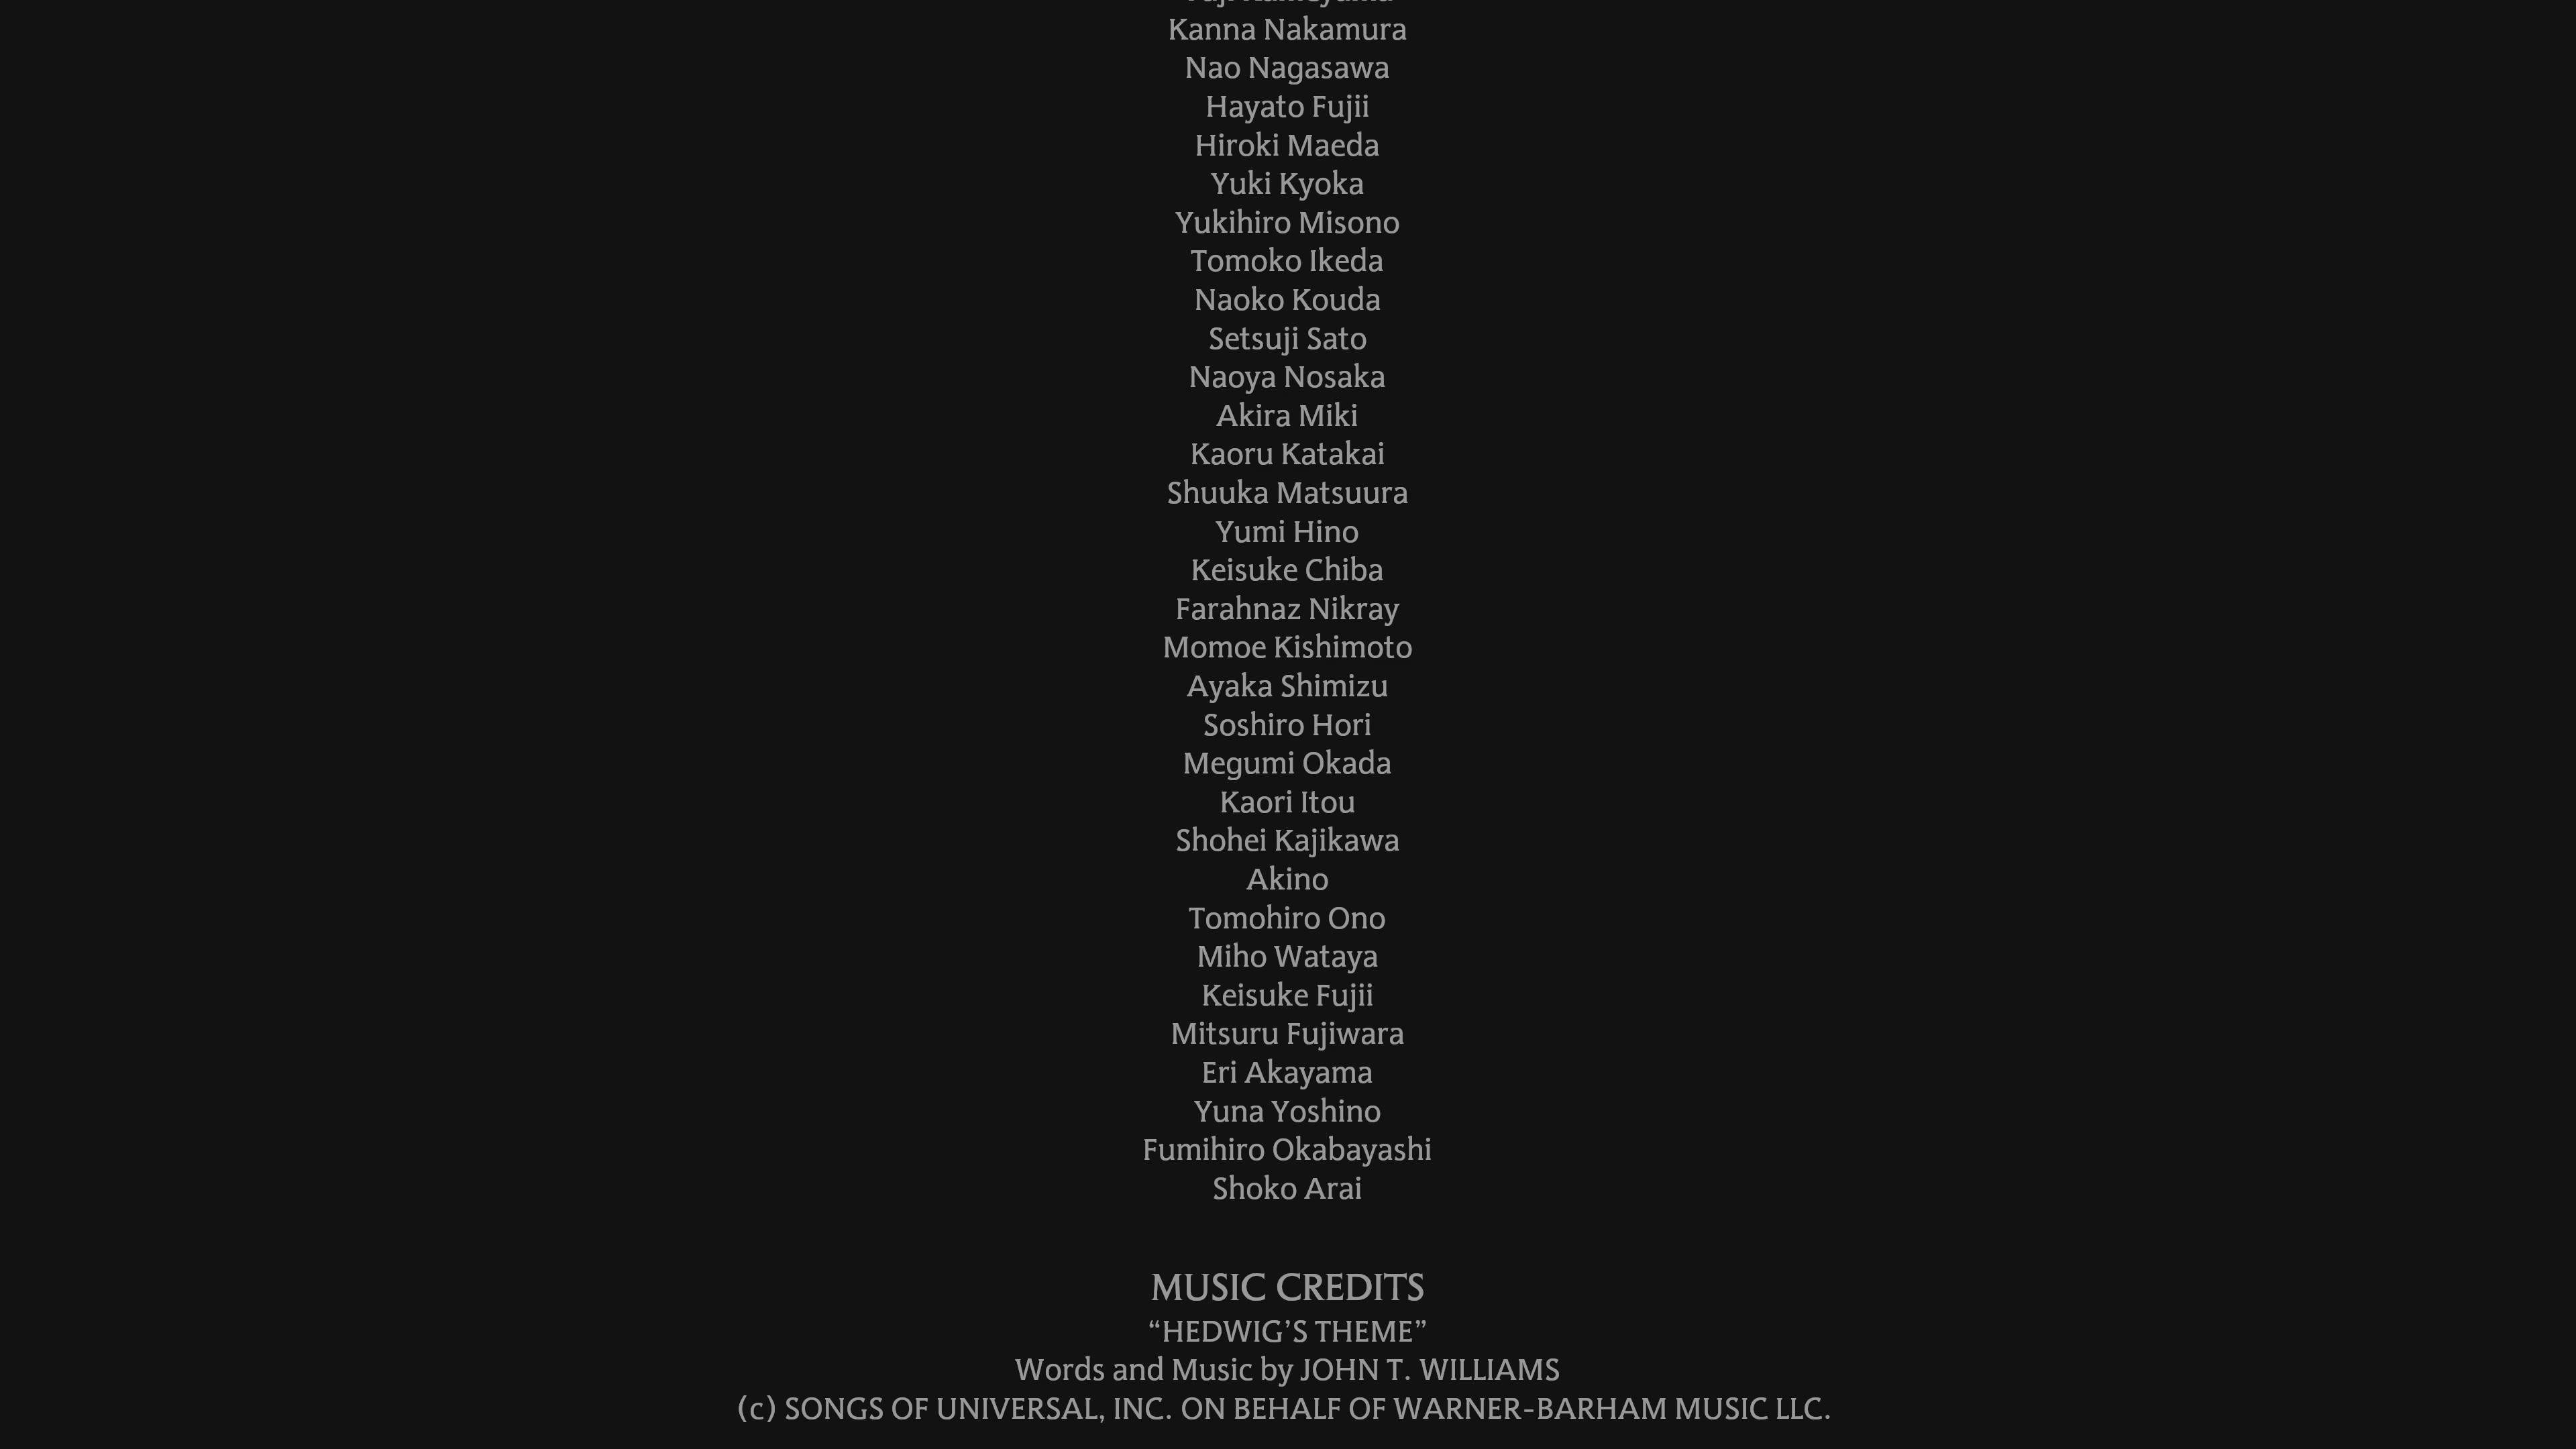 Kanna Nakamura
Nao Nagasawa
Hayato Fujii
Hiroki Maeda
Yuki Kyoka
Yukihiro Misono
Tomoko Ikeda
Naoko Kouda
Setsuji Sato
Naoya Nosaka
Akira Miki
Kaoru Katakai
Shuuka Matsuura
Yumi Hino
Keisuke Chiba
Farahnaz Nikray
Momoe Kishimoto
Ayaka Shimizu
Soshiro Hori
Megumi Okada
Kaori Itou
Shohei Kajikawa
Akino
Tomohiro Ono
Miho Wataya
Keisuke Fujii
Mitsuru Fujiwara
Eri Akayama
Yuna Yoshino
Fumihiro Okabayashi
Shoko Arai
MUSIC CREDITS
“HEDWIG’S THEME”
Words and Music by JOHN T. WILLIAMS
(c) SONGS OF UNIVERSAL, INC. ON BEHALF OF WARNER-BARHAM MUSIC LLC.